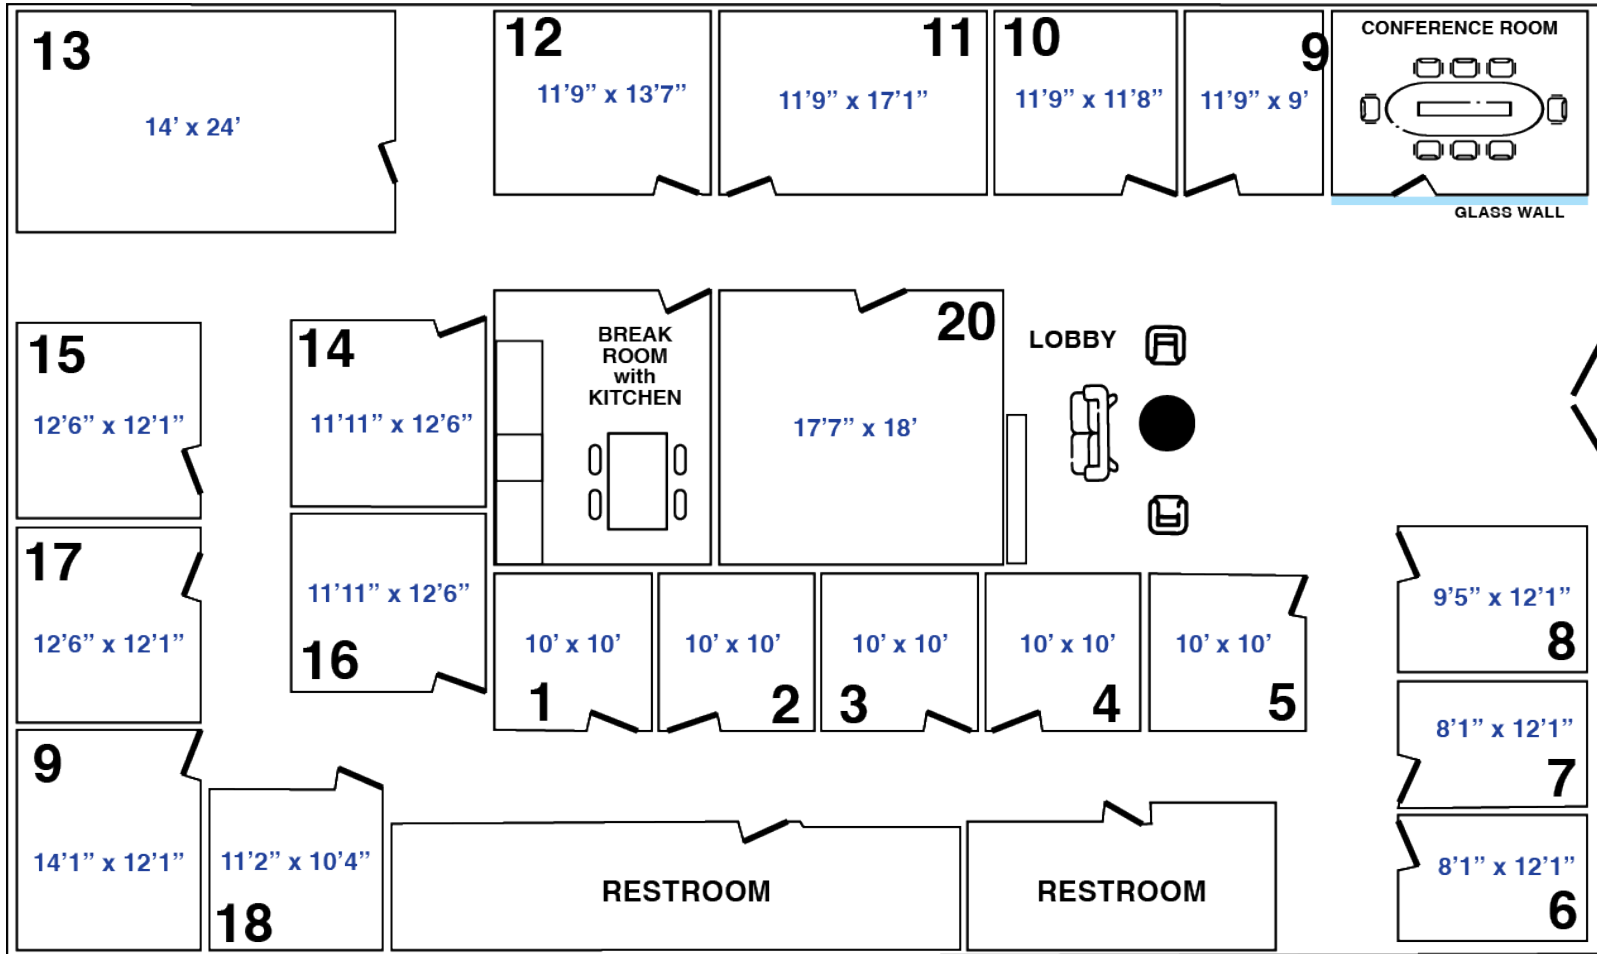 13
14’ x 24’
12
11’9” x 13’7”
11
11’9” x 17’1”
10
11’9” x 11’8”
9
11’9” x 9’
CONFERENCE ROOM
GLASS WALL
15
12’6” x 12’1”
14
11’11” x 12’6”
BREAK
ROOM
with
KITCHEN
20
17’7” x 18’
LOBBY
17
12’6” x 12’1”
11’11” x 12’6”
16
10’ x 10’
1
10’ x 10’
2
10’ x 10’
3
10’ x 10’
4
10’ x 10’
5
9’5” x 12’1”
8
8’1” x 12’1”
7
8’1” x 12’1”
6
9
14’1” x 12’1”
11’2” x 10’4”
18
RESTROOM
RESTROOM